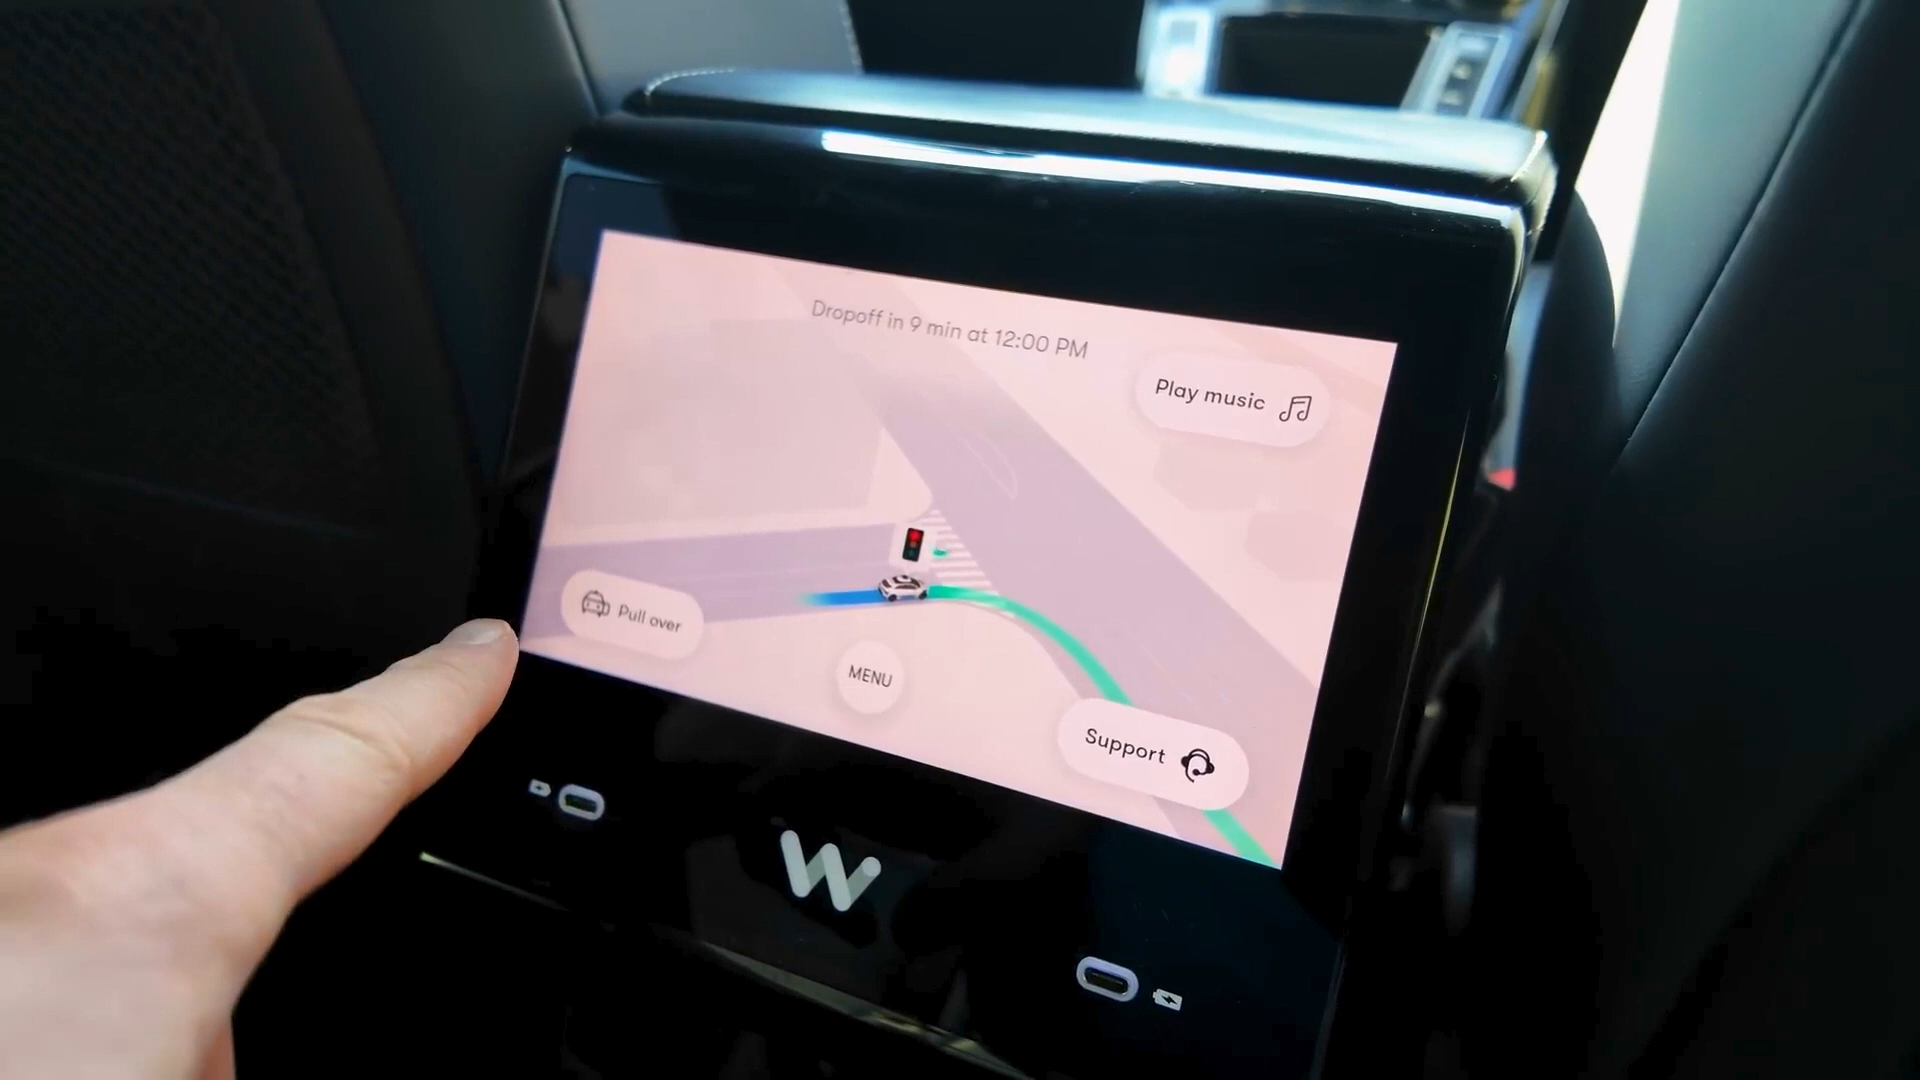 Dropoff in 9 min at 12:00 PM
Play music
Pull over
MENU
Support
W